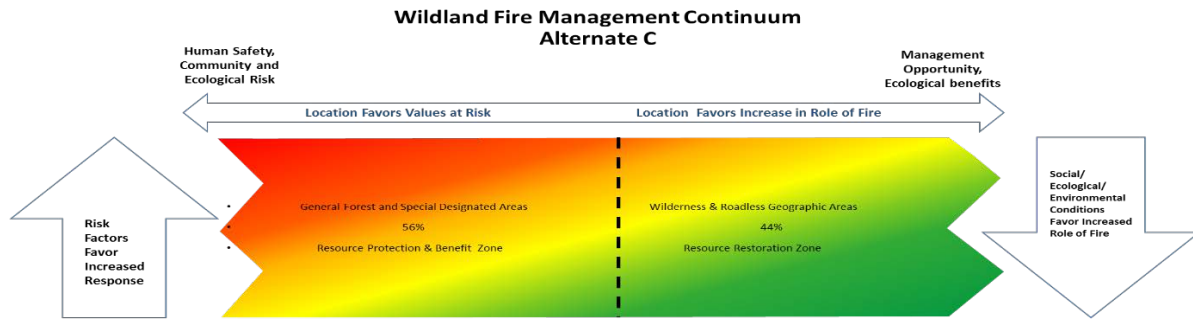 Wildland Fire Management Continuum
Alternate C
Human Safety,
Community and
Ecological Risk
Management
Opportunity,
Ecological benefits
Location Favors Values at Risk
Location Favors Increase in Role of Fire
Risk
Factors
Favor
Increased
Response
• General Forest and Special Designated Areas
• 56%
• Resource Protection & Benefit Zone
Wilderness & Roadless Geographic Areas
44%
Resource Restoration Zone
Social/
Ecological/
Environmental
Conditions
Favor Increased
Role of Fire